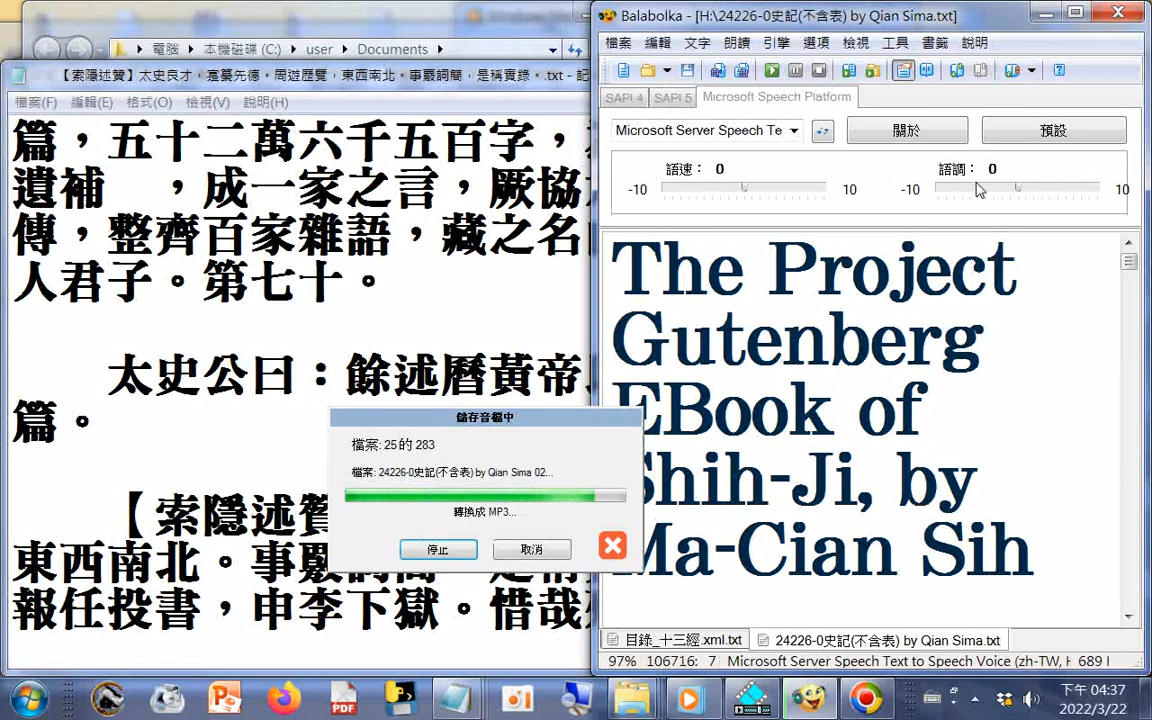 電腦 ▸ 本機磁碟 (C:) ▸ user ▸ Documents
【索隱述贊】太史良才，寔纂先德。周遊歷覽，東西南北。事覈詞簡，是稱實錄。.txt - 記
檔案(F) 編輯(E) 格式(O) 檢視(V) 說明(H)
篇，五十二萬六千五百字，
遺補　，成一家之言，厥協
傳，整齊百家雜語，藏之名
人君子。第七十。
太史公曰：餘述曆黃帝
篇。
【索隱述贊
東西南北。事覈
報任投書，申李下獄。惜哉
Balabolka - [H:\24226-0史記(不含表) by Qian Sima.txt]
檔案 編輯 文字 朗讀 引擎 選項 檢視 工具 書籤 說明
SAPI 4 SAPI 5 Microsoft Speech Platform
Microsoft Server Speech Te 關於 預設
語速： 0 語調： 0
-10 10 -10 10
The Project
Gutenberg
EBook of
Shih-Ji, by
Ma-Cian Sih
儲存音檔中
檔案: 25的 283
檔案: 24226-0史記(不含表) by Qian Sima 02...
轉換成 MP3...
停止 取消
目錄_十三經.xml.txt 24226-0史記(不含表) by Qian Sima.txt
97% 106716: 7 Microsoft Server Speech Text to Speech Voice (zh-TW, H 689 l
PDF
下午 04:37
2022/3/22